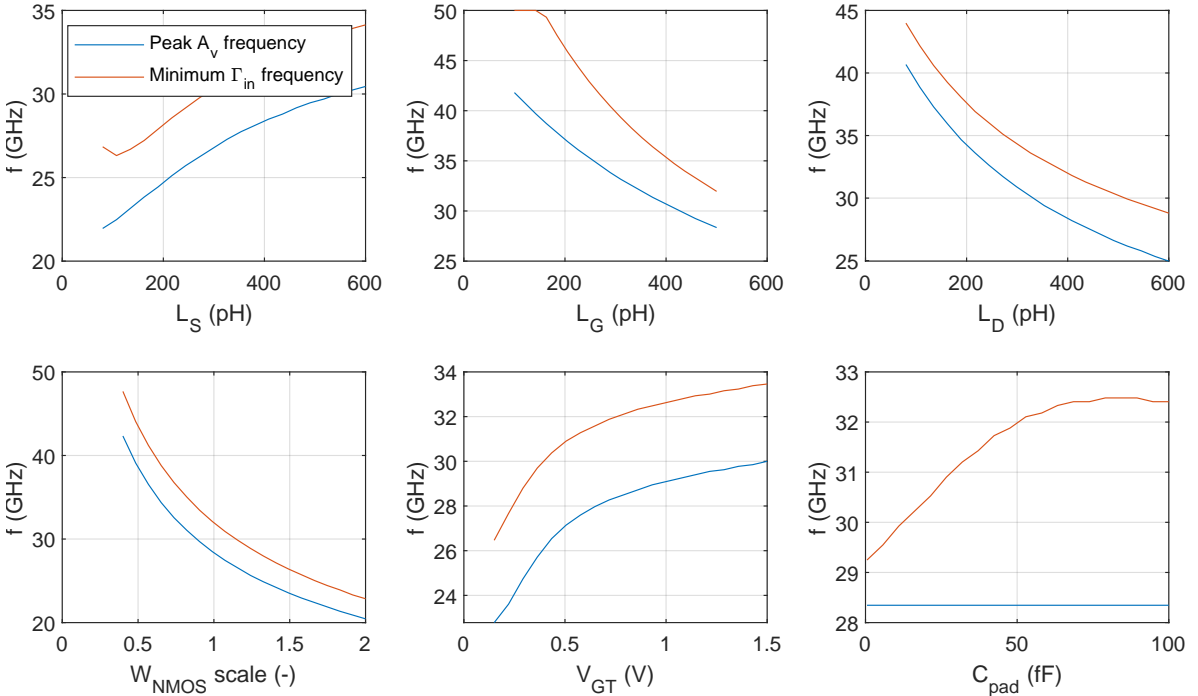 35
30
25
20
0 200 400 600
f (GHz)
L_S (pH)
Peak A_v frequency
Minimum Γ_in frequency
50
45
40
35
30
25
0 200 400 600
f (GHz)
L_G (pH)
45
40
35
30
25
0 200 400 600
f (GHz)
L_D (pH)
50
40
30
20
0 0.5 1 1.5 2
f (GHz)
W_NMOS scale (-)
34
32
30
28
26
24
0 0.5 1 1.5
f (GHz)
V_GT (V)
33
32
31
30
29
28
0 50 100
f (GHz)
C_pad (fF)